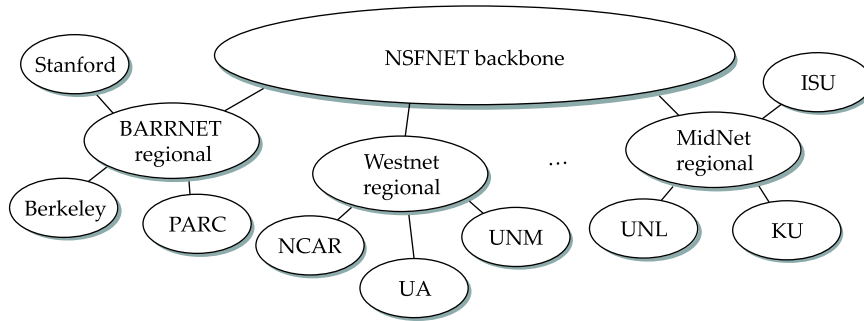 NSFNET backbone
Stanford
ISU
BARRNET
regional
MidNet
regional
Westnet
regional
...
Berkeley
PARC
NCAR
UNM
UNL
KU
UA